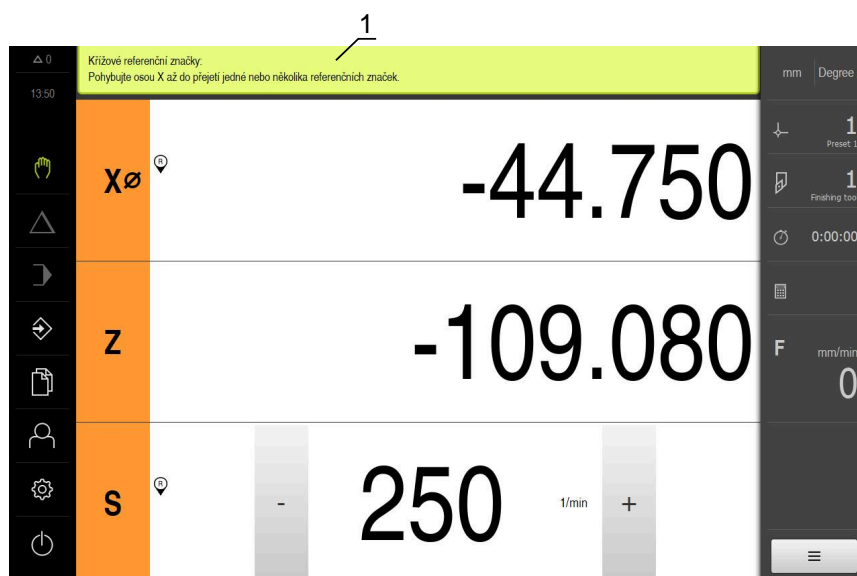 1
△ 0
Křížové referenční značky:
Pohybujte osou X až do přejetí jedné nebo několika referenčních značek.
mm Degree
13:50
1
Preset 1
R
X⌀ -44.750
1
Finishing too
0:00:00
Z -109.080
F mm/min
0
R
S - 250 1/min +